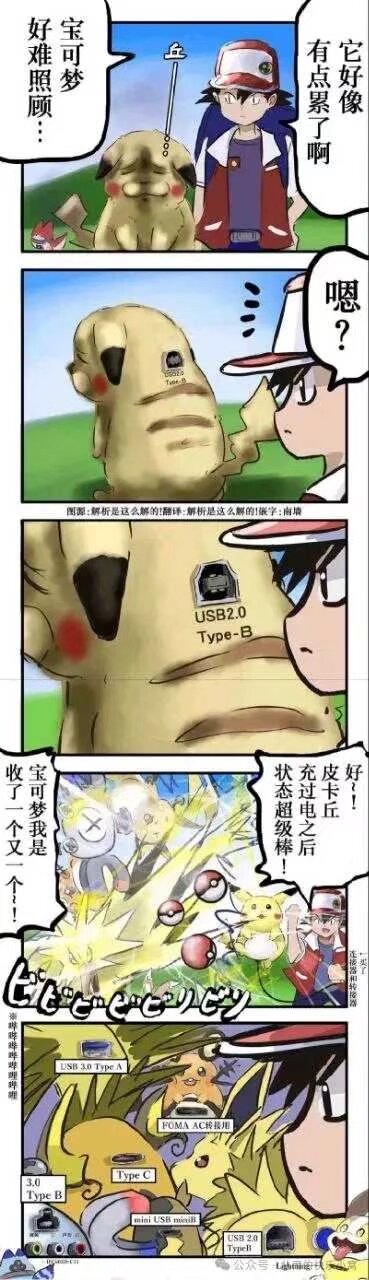 它好像
有点累了啊
宝可梦
好难照顾…
丘
嗯？
USB2.0
Type-B
图源:解析是这么解的!翻译:解析是这么解的!嵌字:南墙
USB2.0
Type-B
好~!
皮卡丘
充过电之后
状态超级棒!
宝可梦我是
收了一个又一个~!
←买了
连接器和转接器
ビビビビビリビリ
※哔哔哔哔哔哩哔哩
USB 3.0 Type A
FOMA AC转接用
Type C
3.0
Type B
mini USB miniB
USB 2.0
TypeB
Lightning
公众号